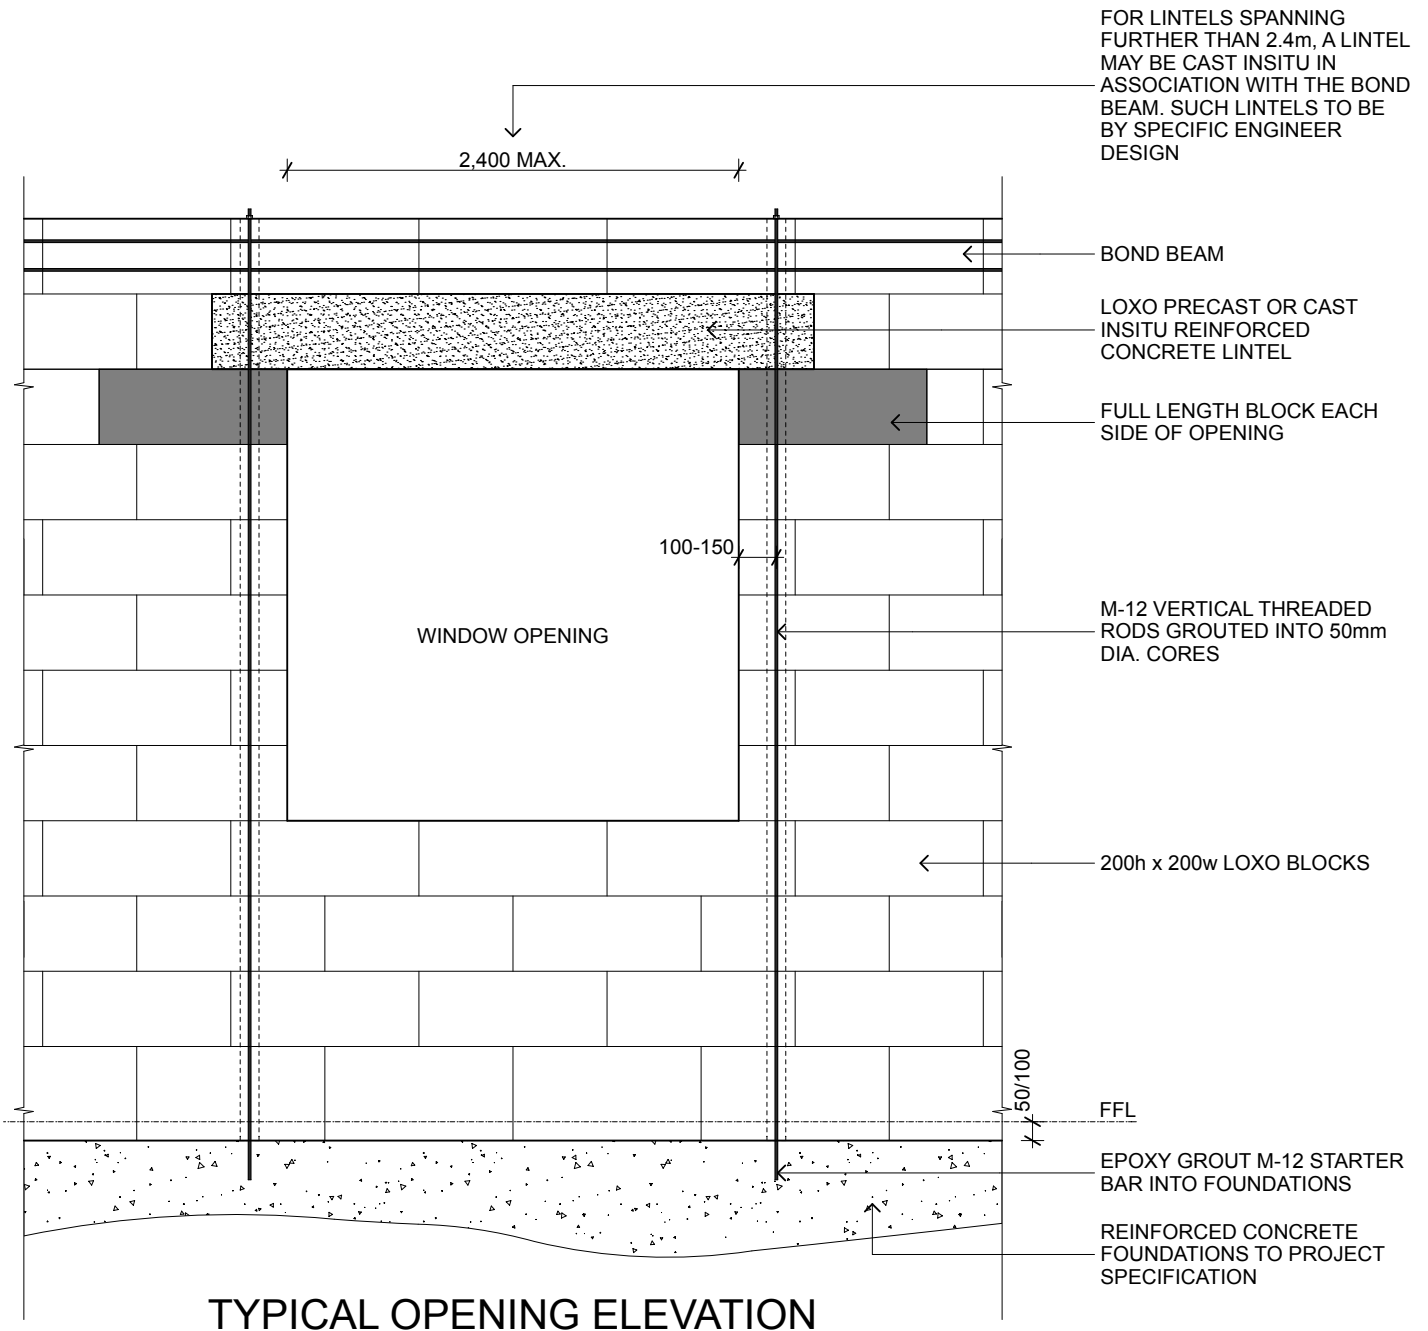 FOR LINTELS SPANNING
FURTHER THAN 2.4m, A LINTEL
MAY BE CAST INSITU IN
ASSOCIATION WITH THE BOND
BEAM. SUCH LINTELS TO BE
BY SPECIFIC ENGINEER
DESIGN
2,400 MAX.
BOND BEAM
LOXO PRECAST OR CAST
INSITU REINFORCED
CONCRETE LINTEL
FULL LENGTH BLOCK EACH
SIDE OF OPENING
100-150
WINDOW OPENING
M-12 VERTICAL THREADED
RODS GROUTED INTO 50mm
DIA. CORES
200h x 200w LOXO BLOCKS
50/100
FFL
EPOXY GROUT M-12 STARTER
BAR INTO FOUNDATIONS
REINFORCED CONCRETE
FOUNDATIONS TO PROJECT
SPECIFICATION
TYPICAL OPENING ELEVATION